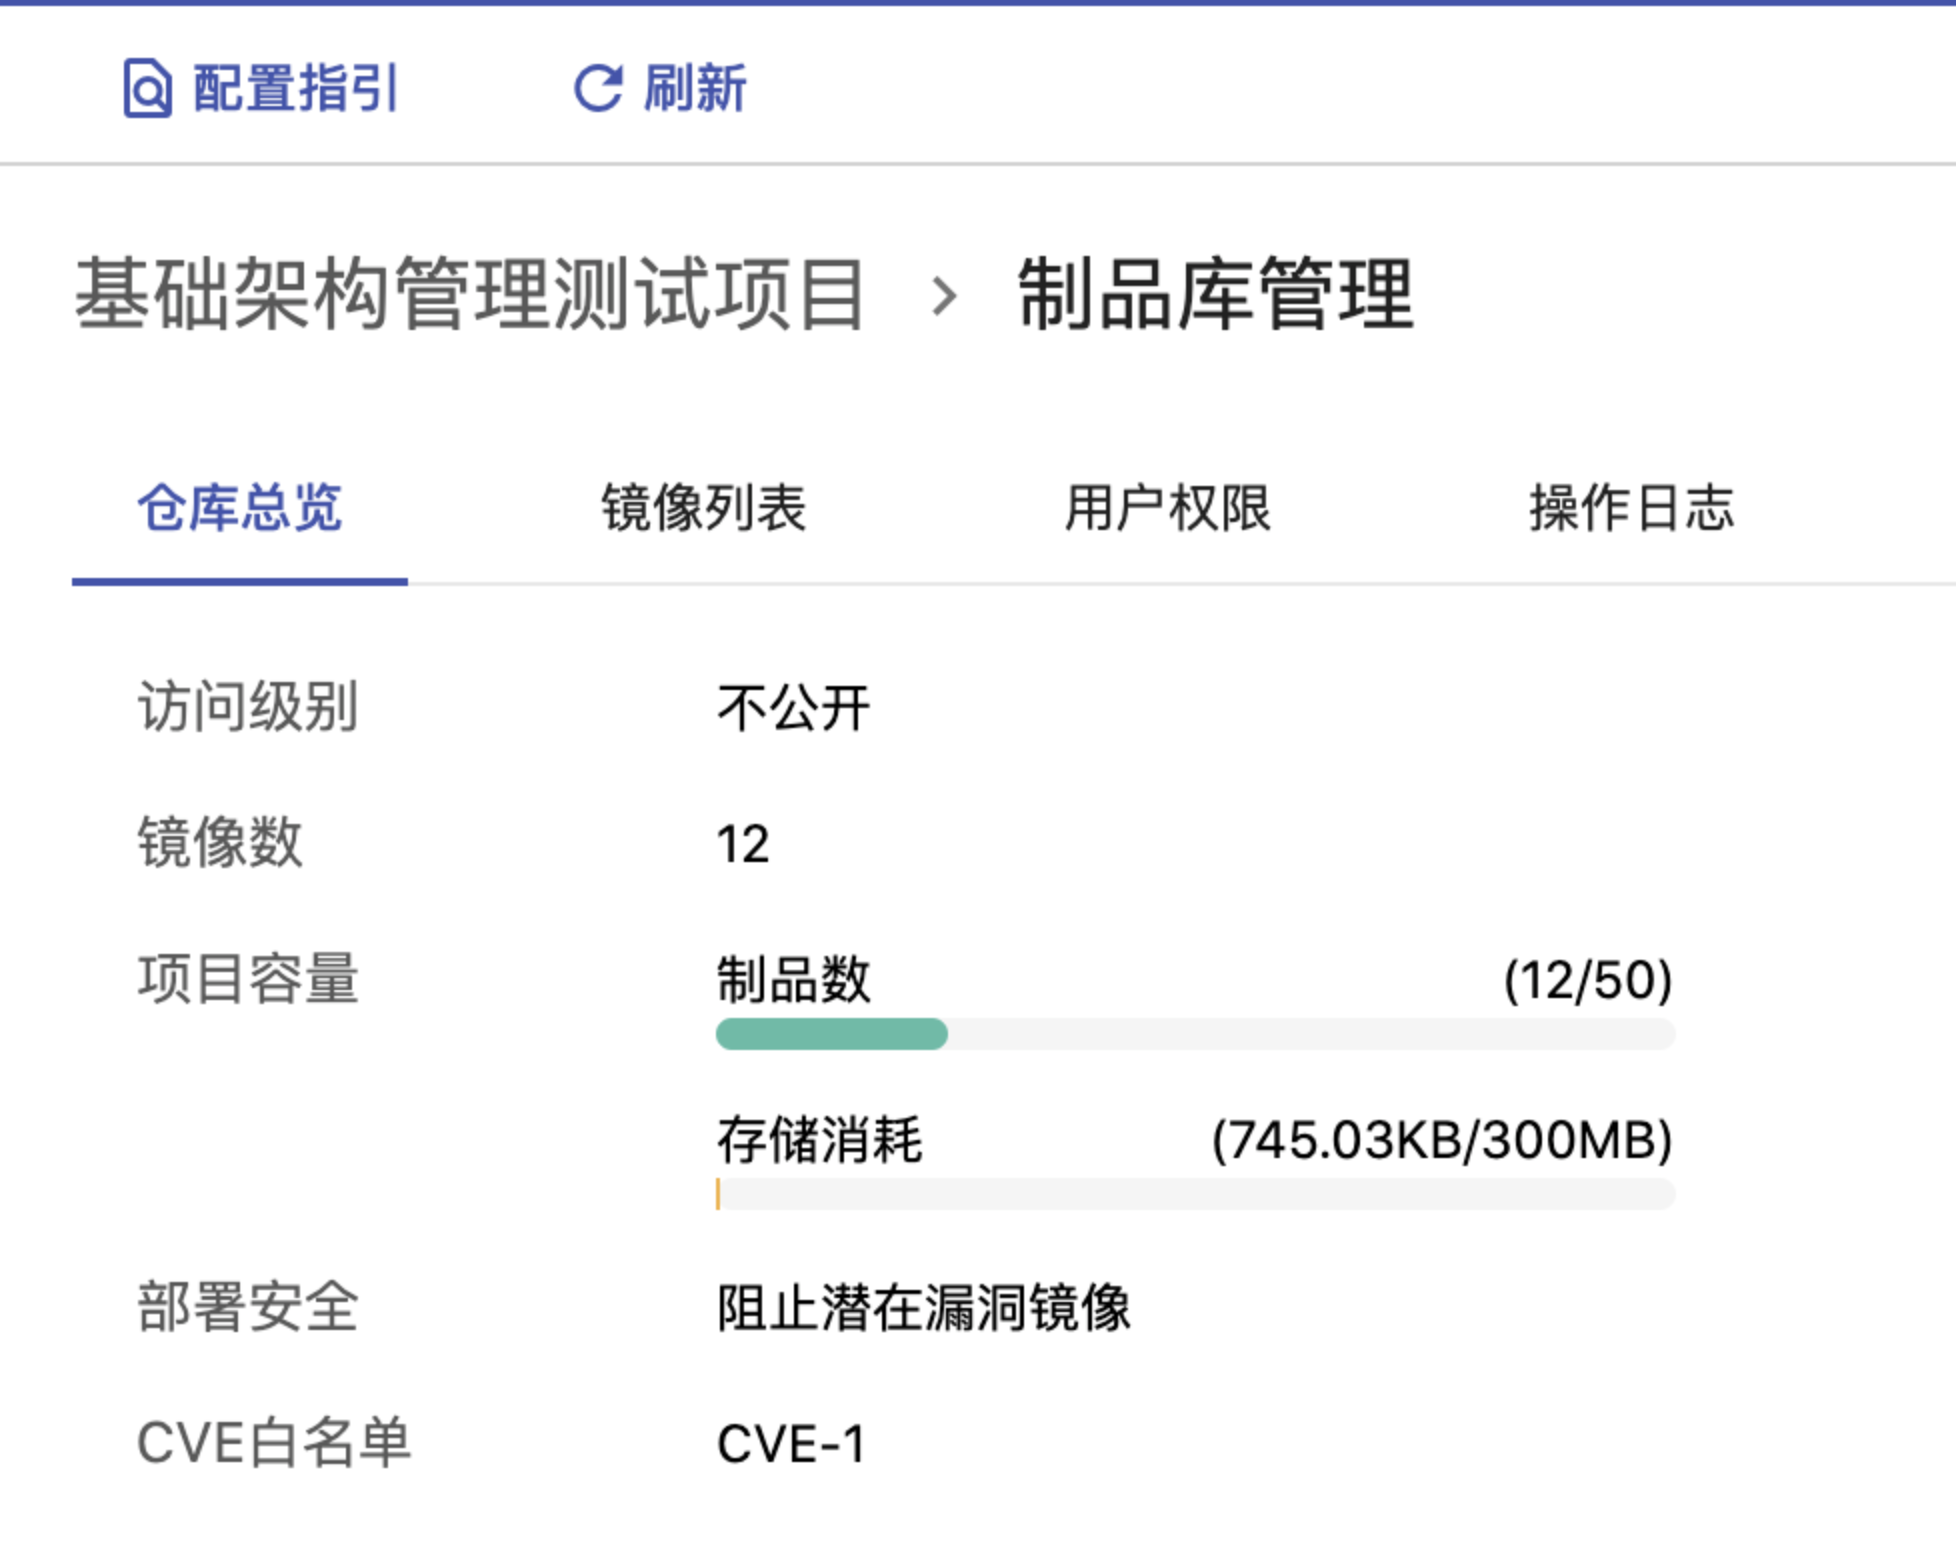 配置指引 刷新
基础架构管理测试项目 › 制品库管理
仓库总览 镜像列表 用户权限 操作日志
访问级别 不公开
镜像数 12
项目容量 制品数 (12/50)
存储消耗 (745.03KB/300MB)
部署安全 阻止潜在漏洞镜像
CVE白名单 CVE-1